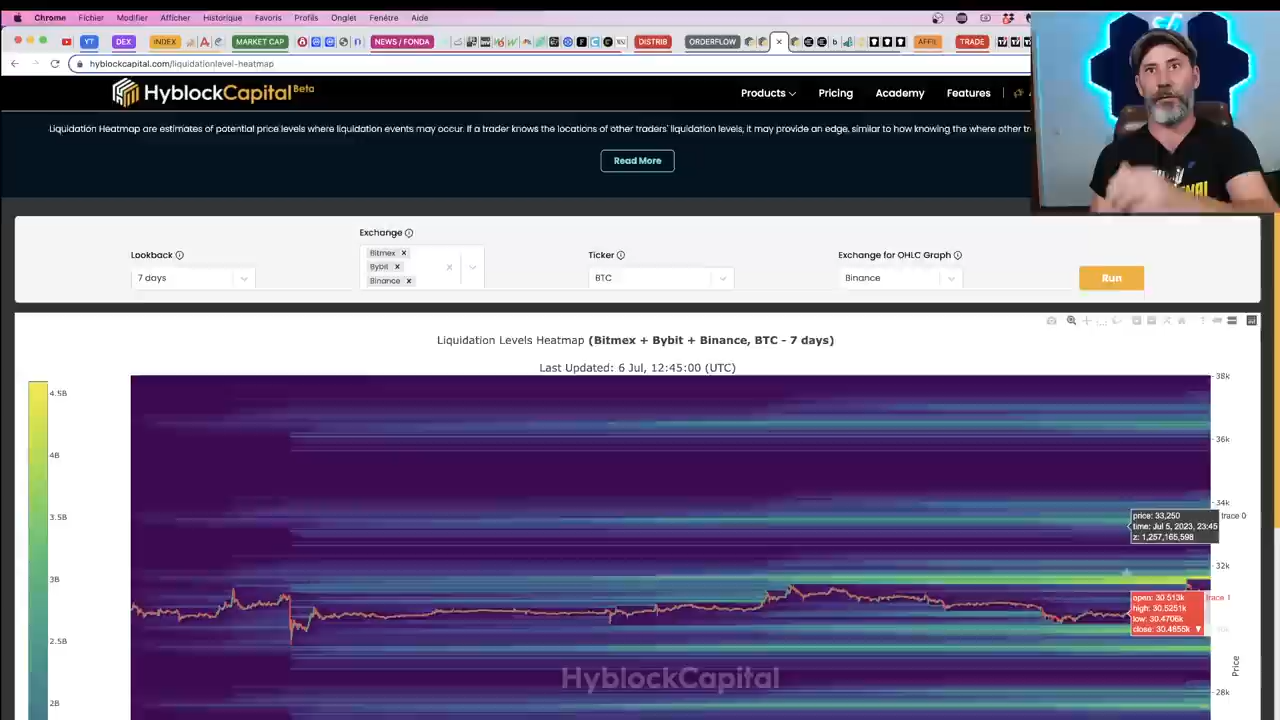 Chrome Fichier Modifier Afficher Historique Favoris Profils Onglet Fenêtre Aide
YT DEX INDEX MARKET CAP NEWS / FONDA DISTRIB ORDERFLOW AFFIL TRADE
hyblockcapital.com/liquidationlevel-heatmap
HyblockCapital Beta Products Pricing Academy Features
Liquidation Heatmap are estimates of potential price levels where liquidation events may occur. If a trader knows the locations of other traders' liquidation levels, it may provide an edge, similar to how knowing the where other
Read More
Exchange
Lookback
Bitmex
Ticker
Exchange for OHLC Graph
7 days
Bybit
BTC
Binance
Run
Binance
Liquidation Levels Heatmap (Bitmex + Bybit + Binance, BTC - 7 days)
Last Updated: 6 Jul, 12:45:00 (UTC)
4.5B
4B
3.5B
3B
2.5B
2B
38k
36k
34k
32k
28k
Price
price: 33,250
time: Jul 5, 2023, 23:45
z: 1,257,165,598
trace 0
open: 30.513k
high: 30.5251k
low: 30.4706k
close: 30.4855k ▼
trace 1
HyblockCapital